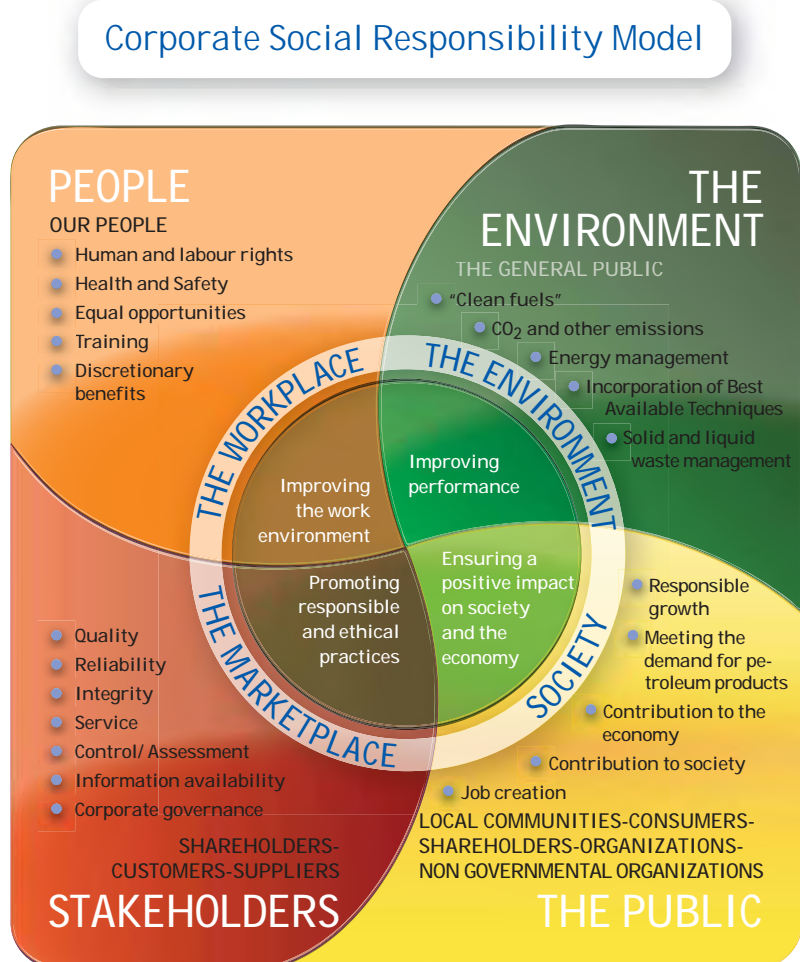 Corporate Social Responsibility Model
PEOPLE
OUR PEOPLE
Human and labour rights
Health and Safety
Equal opportunities
Training
Discretionary
benefits
THE
ENVIRONMENT
THE GENERAL PUBLIC
"Clean fuels"
CO2 and other emissions
Energy management
Incorporation of Best
Available Techniques
Solid and liquid
waste management
THE WORKPLACE
THE ENVIRONMENT
Improving
the work
environment
Improving
performance
Promoting
responsible
and ethical
practices
Ensuring a
positive impact
on society
and the
economy
THE MARKETPLACE
SOCIETY
Quality
Reliability
Integrity
Service
Control/ Assessment
Information availability
Corporate governance
SHAREHOLDERS-
CUSTOMERS-SUPPLIERS
STAKEHOLDERS
Responsible
growth
Meeting the
demand for pe-
troleum products
Contribution to the
economy
Contribution to society
Job creation
LOCAL COMMUNITIES-CONSUMERS-
SHAREHOLDERS-ORGANIZATIONS-
NON GOVERNMENTAL ORGANIZATIONS
THE PUBLIC